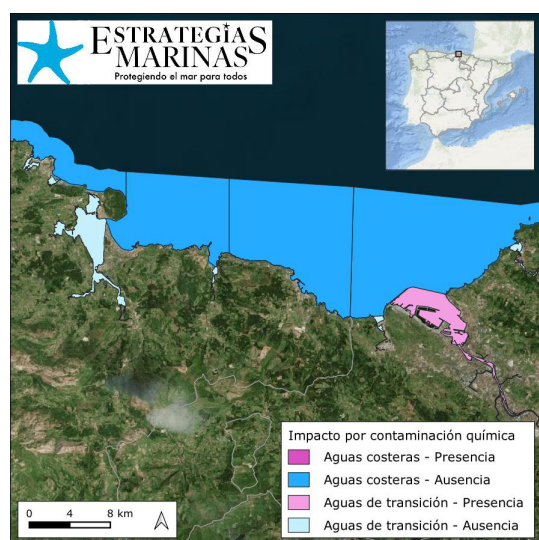 ESTRATEGIAS
MARINAS
Protegiendo el mar para todos
Impacto por contaminación química
Aguas costeras - Presencia
Aguas costeras - Ausencia
Aguas de transición - Presencia
Aguas de transición - Ausencia
0 4 8 km